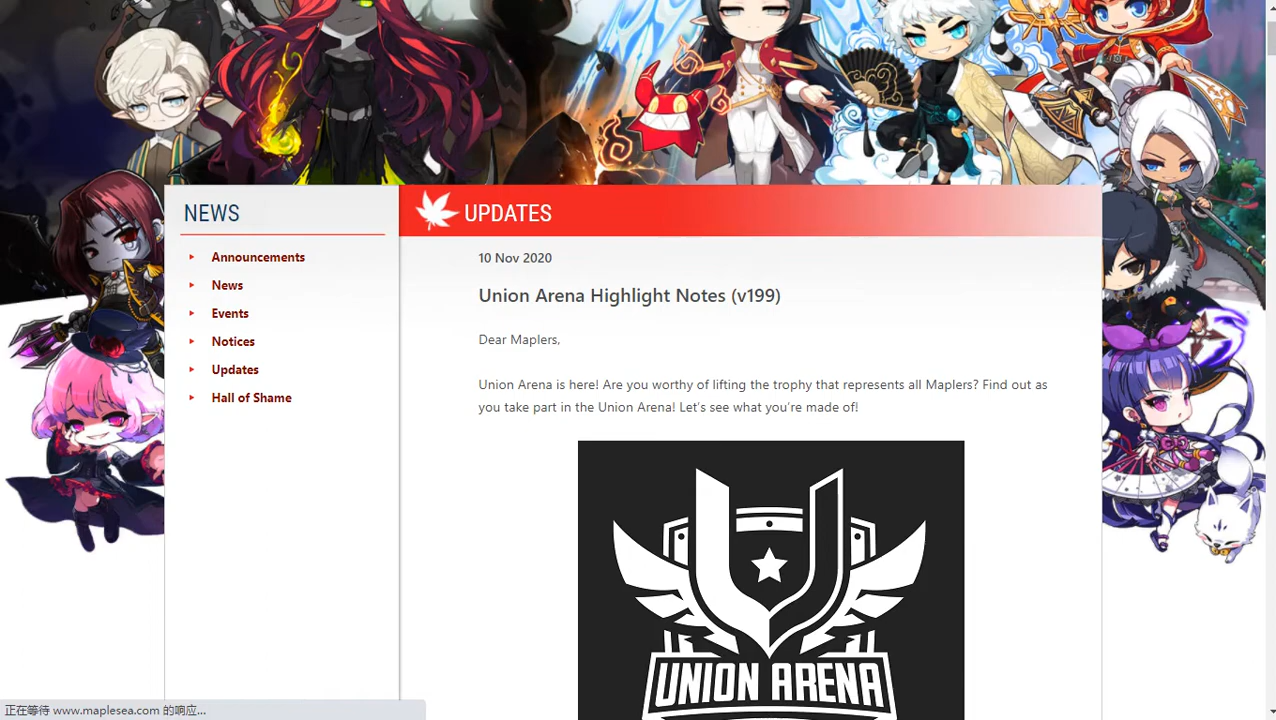 NEWS
Announcements
News
Events
Notices
Updates
Hall of Shame
UPDATES
10 Nov 2020
Union Arena Highlight Notes (v199)
Dear Maplers,
Union Arena is here! Are you worthy of lifting the trophy that represents all Maplers? Find out as
you take part in the Union Arena! Let's see what you're made of!
UNION ARENA
正在等待 www.maplesea.com 的响应...